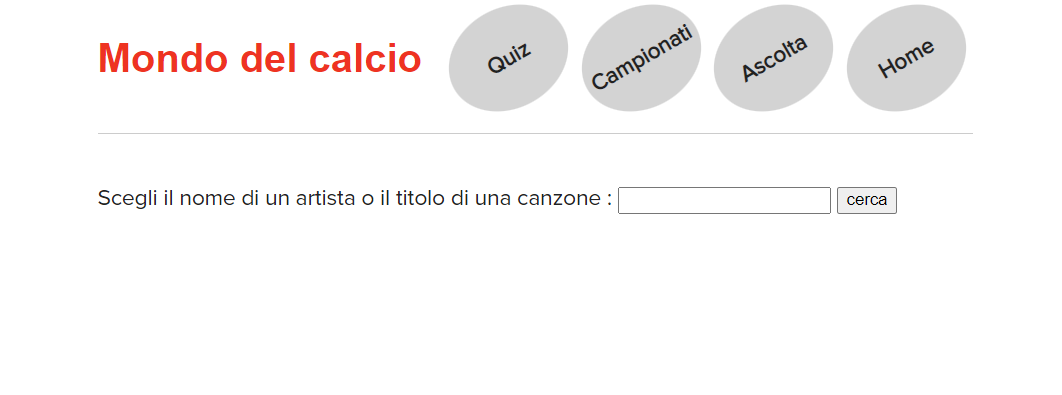 Mondo del calcio
Quiz
Campionati
Ascolta
Home
Scegli il nome di un artista o il titolo di una canzone : cerca